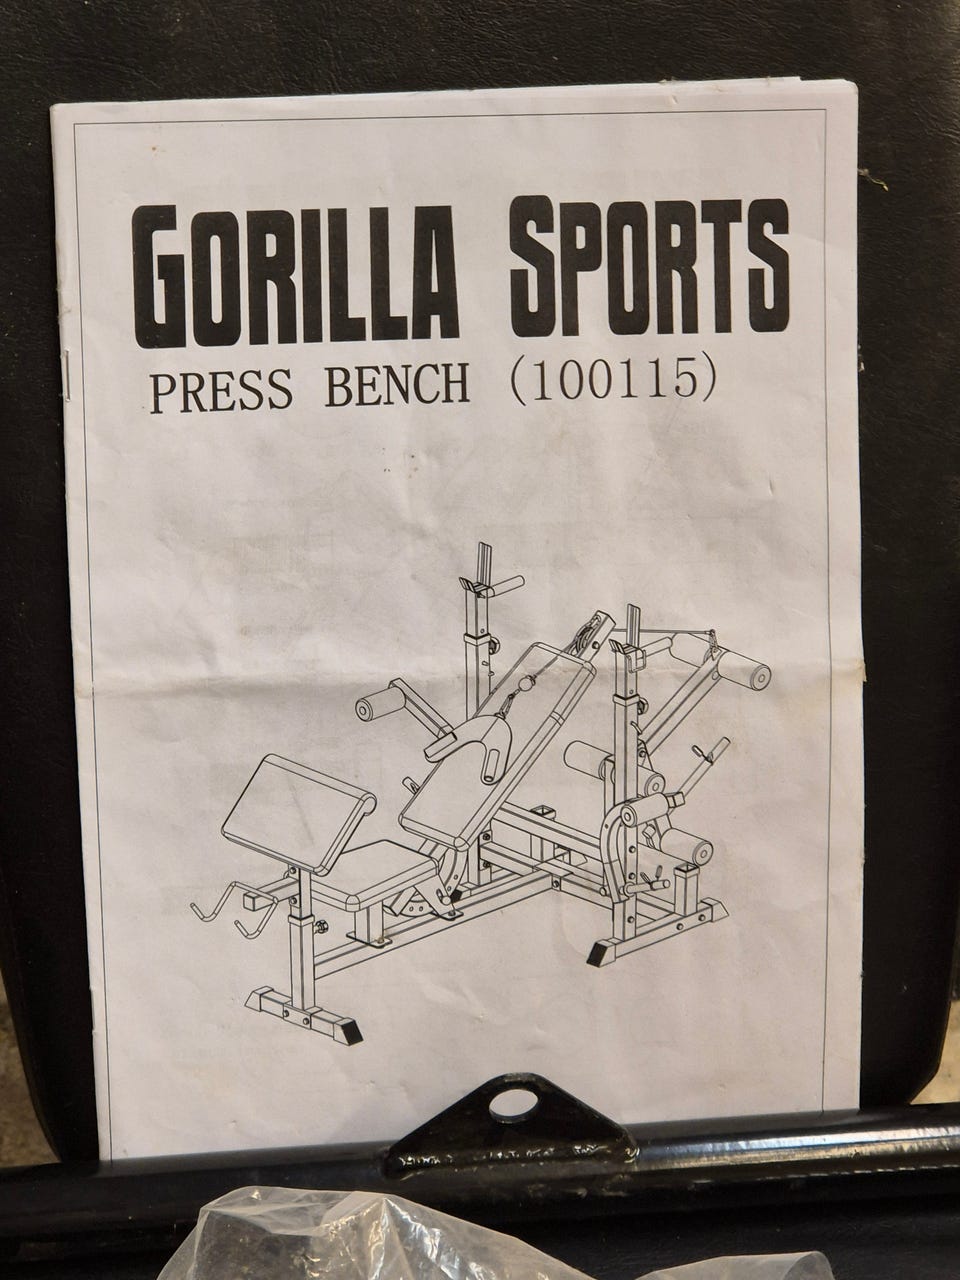 GORILLA SPORTS
PRESS BENCH (100115)